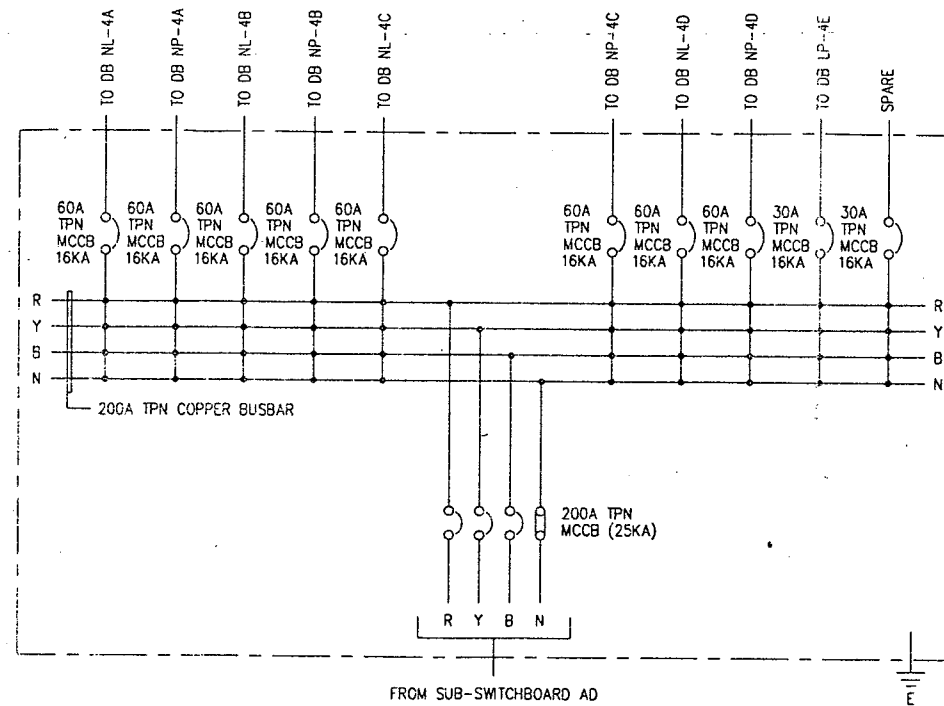 TO DB NL-4A
TO DB NP-4A
TO DB NL-4B
TO DB NP-4B
TO DB NL-4C
TO DB NP-4C
TO DB NL-4D
TO DB NP-4D
TO DB LP-4E
SPARE
60A
TPN
MCCB
16KA
60A
TPN
MCCB
16KA
60A
TPN
MCCB
16KA
60A
TPN
MCCB
16KA
60A
TPN
MCCB
16KA
60A
TPN
MCCB
16KA
60A
TPN
MCCB
16KA
60A
TPN
MCCB
16KA
30A
TPN
MCCB
16KA
30A
TPN
MCCB
16KA
R
Y
B
N
R
Y
B
N
200A TPN COPPER BUSBAR
200A TPN
MCCB (25KA)
R Y B N
FROM SUB-SWITCHBOARD AD
E